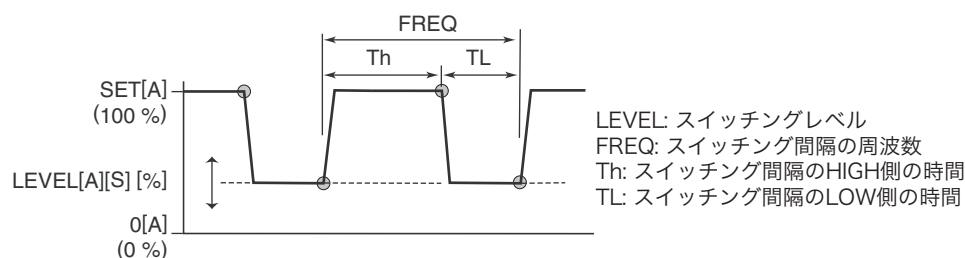 FREQ
Th
TL
SET[A]
(100 %)
LEVEL[A][S] [%]
0[A]
(0 %)
LEVEL: スイッチングレベル
FREQ: スイッチング間隔の周波数
Th: スイッチング間隔のHIGH側の時間
TL: スイッチング間隔のLOW側の時間